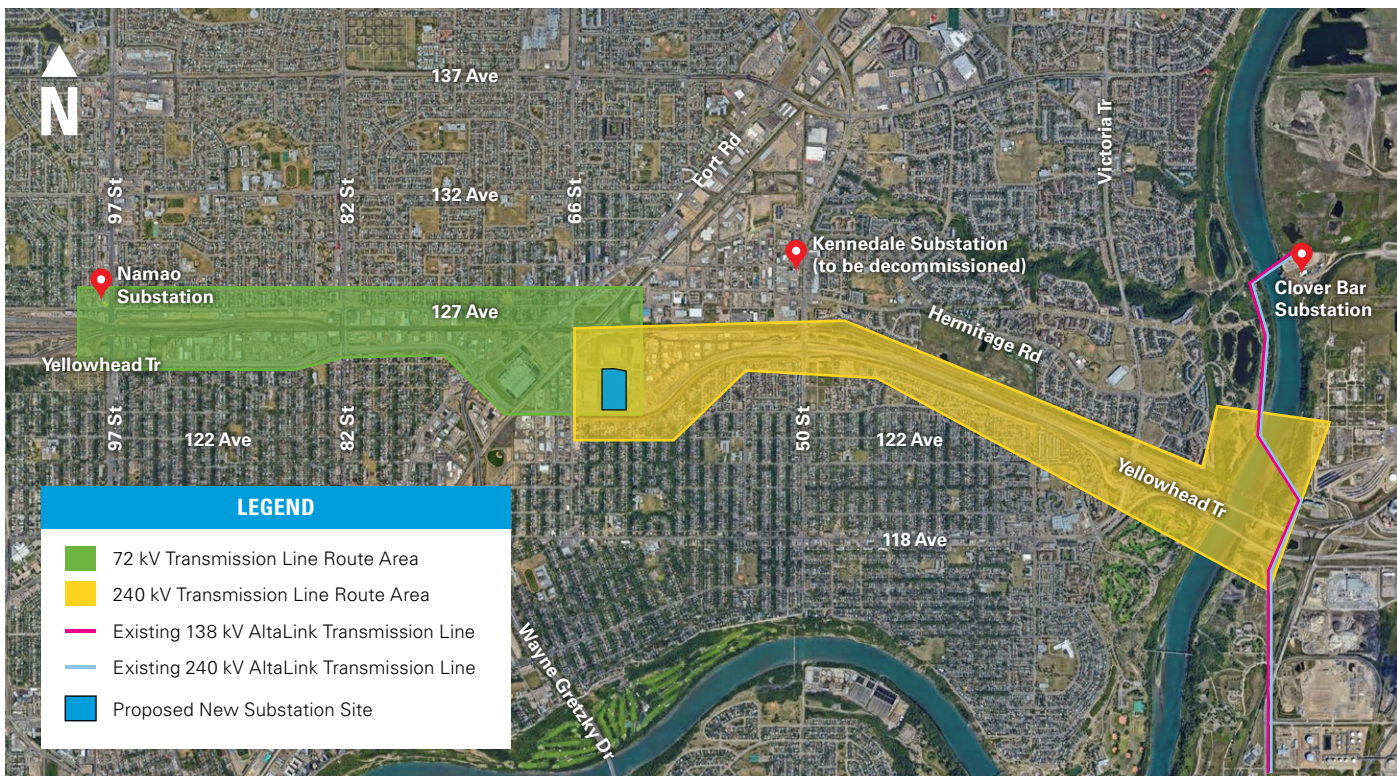 N
137 Ave
Fort Rd
Victoria Tr
97 St
82 St
132 Ave
66 St
Namao
Substation
Kennedale Substation
(to be decommissioned)
Clover Bar
Substation
127 Ave
Hermitage Rd
Yellowhead Tr
97 St
122 Ave
82 St
50 St
122 Ave
Yellowhead Tr
118 Ave
Wayne Gretzky Dr
LEGEND
72 kV Transmission Line Route Area
240 kV Transmission Line Route Area
Existing 138 kV AltaLink Transmission Line
Existing 240 kV AltaLink Transmission Line
Proposed New Substation Site